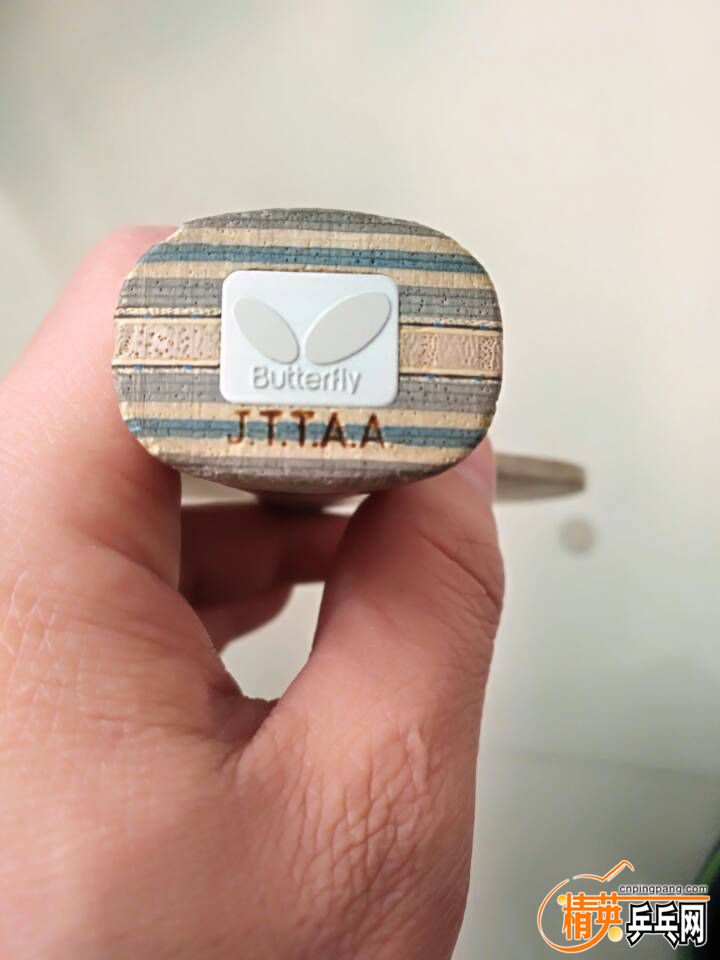 Butterfly
J.T.T.A.A.
cnpingpang.com
精英乒乓网